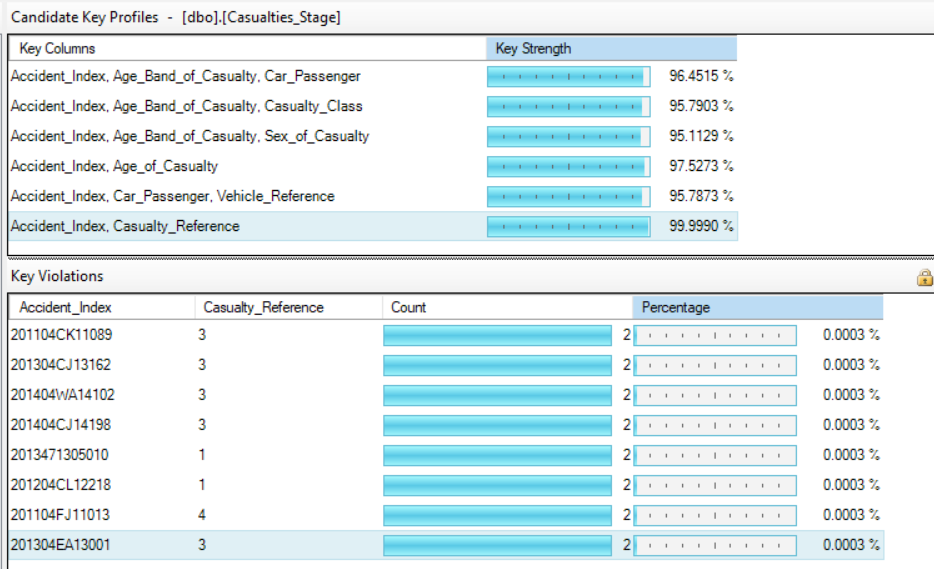 Candidate Key Profiles - [dbo].[Casualties_Stage]
Key Columns Key Strength
Accident_Index, Age_Band_of_Casualty, Car_Passenger 96.4515 %
Accident_Index, Age_Band_of_Casualty, Casualty_Class 95.7903 %
Accident_Index, Age_Band_of_Casualty, Sex_of_Casualty 95.1129 %
Accident_Index, Age_of_Casualty 97.5273 %
Accident_Index, Car_Passenger, Vehicle_Reference 95.7873 %
Accident_Index, Casualty_Reference 99.9990 %
Key Violations
Accident_Index Casualty_Reference Count Percentage
201104CK11089 3 2 0.0003 %
201304CJ13162 3 2 0.0003 %
201404WA14102 3 2 0.0003 %
201404CJ14198 3 2 0.0003 %
2013471305010 1 2 0.0003 %
201204CL12218 1 2 0.0003 %
201104FJ11013 4 2 0.0003 %
201304EA13001 3 2 0.0003 %